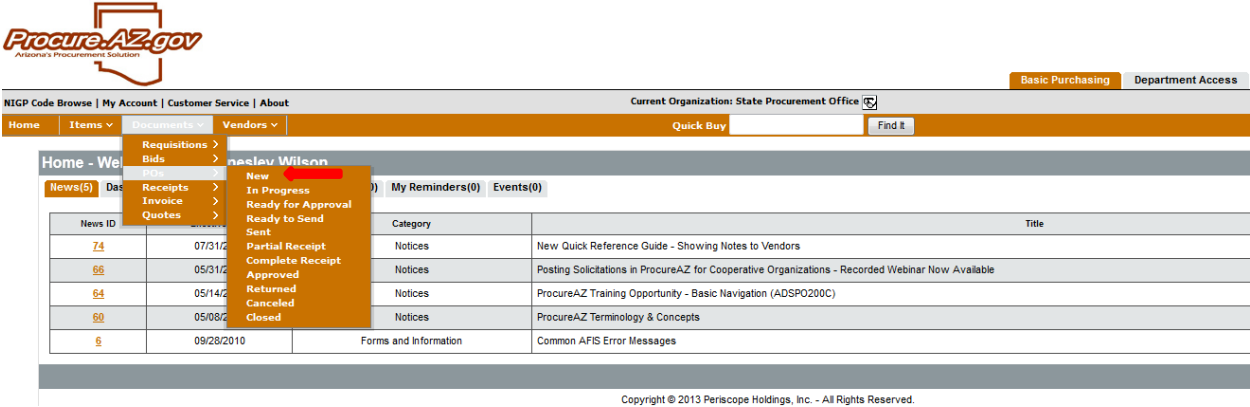 Procure.AZ.gov
Arizona's Procurement Solution
Basic Purchasing Department Access
NIGP Code Browse | My Account | Customer Service | About Current Organization: State Procurement Office
Home Items Documents Vendors Quick Buy Find It
Requisitions
Bids
POs
Receipts
Invoice
Quotes
New
In Progress
Ready for Approval
Ready to Send
Sent
Partial Receipt
Complete Receipt
Approved
Returned
Canceled
Closed
Home - Wel nesley Wilson
News(5) Das 0) My Reminders(0) Events(0)
News ID Category Title
74 07/31/2 Notices New Quick Reference Guide - Showing Notes to Vendors
66 05/31/2 Notices Posting Solicitations in ProcureAZ for Cooperative Organizations - Recorded Webinar Now Available
64 05/14/2 Notices ProcureAZ Training Opportunity - Basic Navigation (ADSPO200C)
60 05/08/2 Notices ProcureAZ Terminology & Concepts
6 09/28/2010 Forms and Information Common AFIS Error Messages
Copyright © 2013 Periscope Holdings, Inc. - All Rights Reserved.